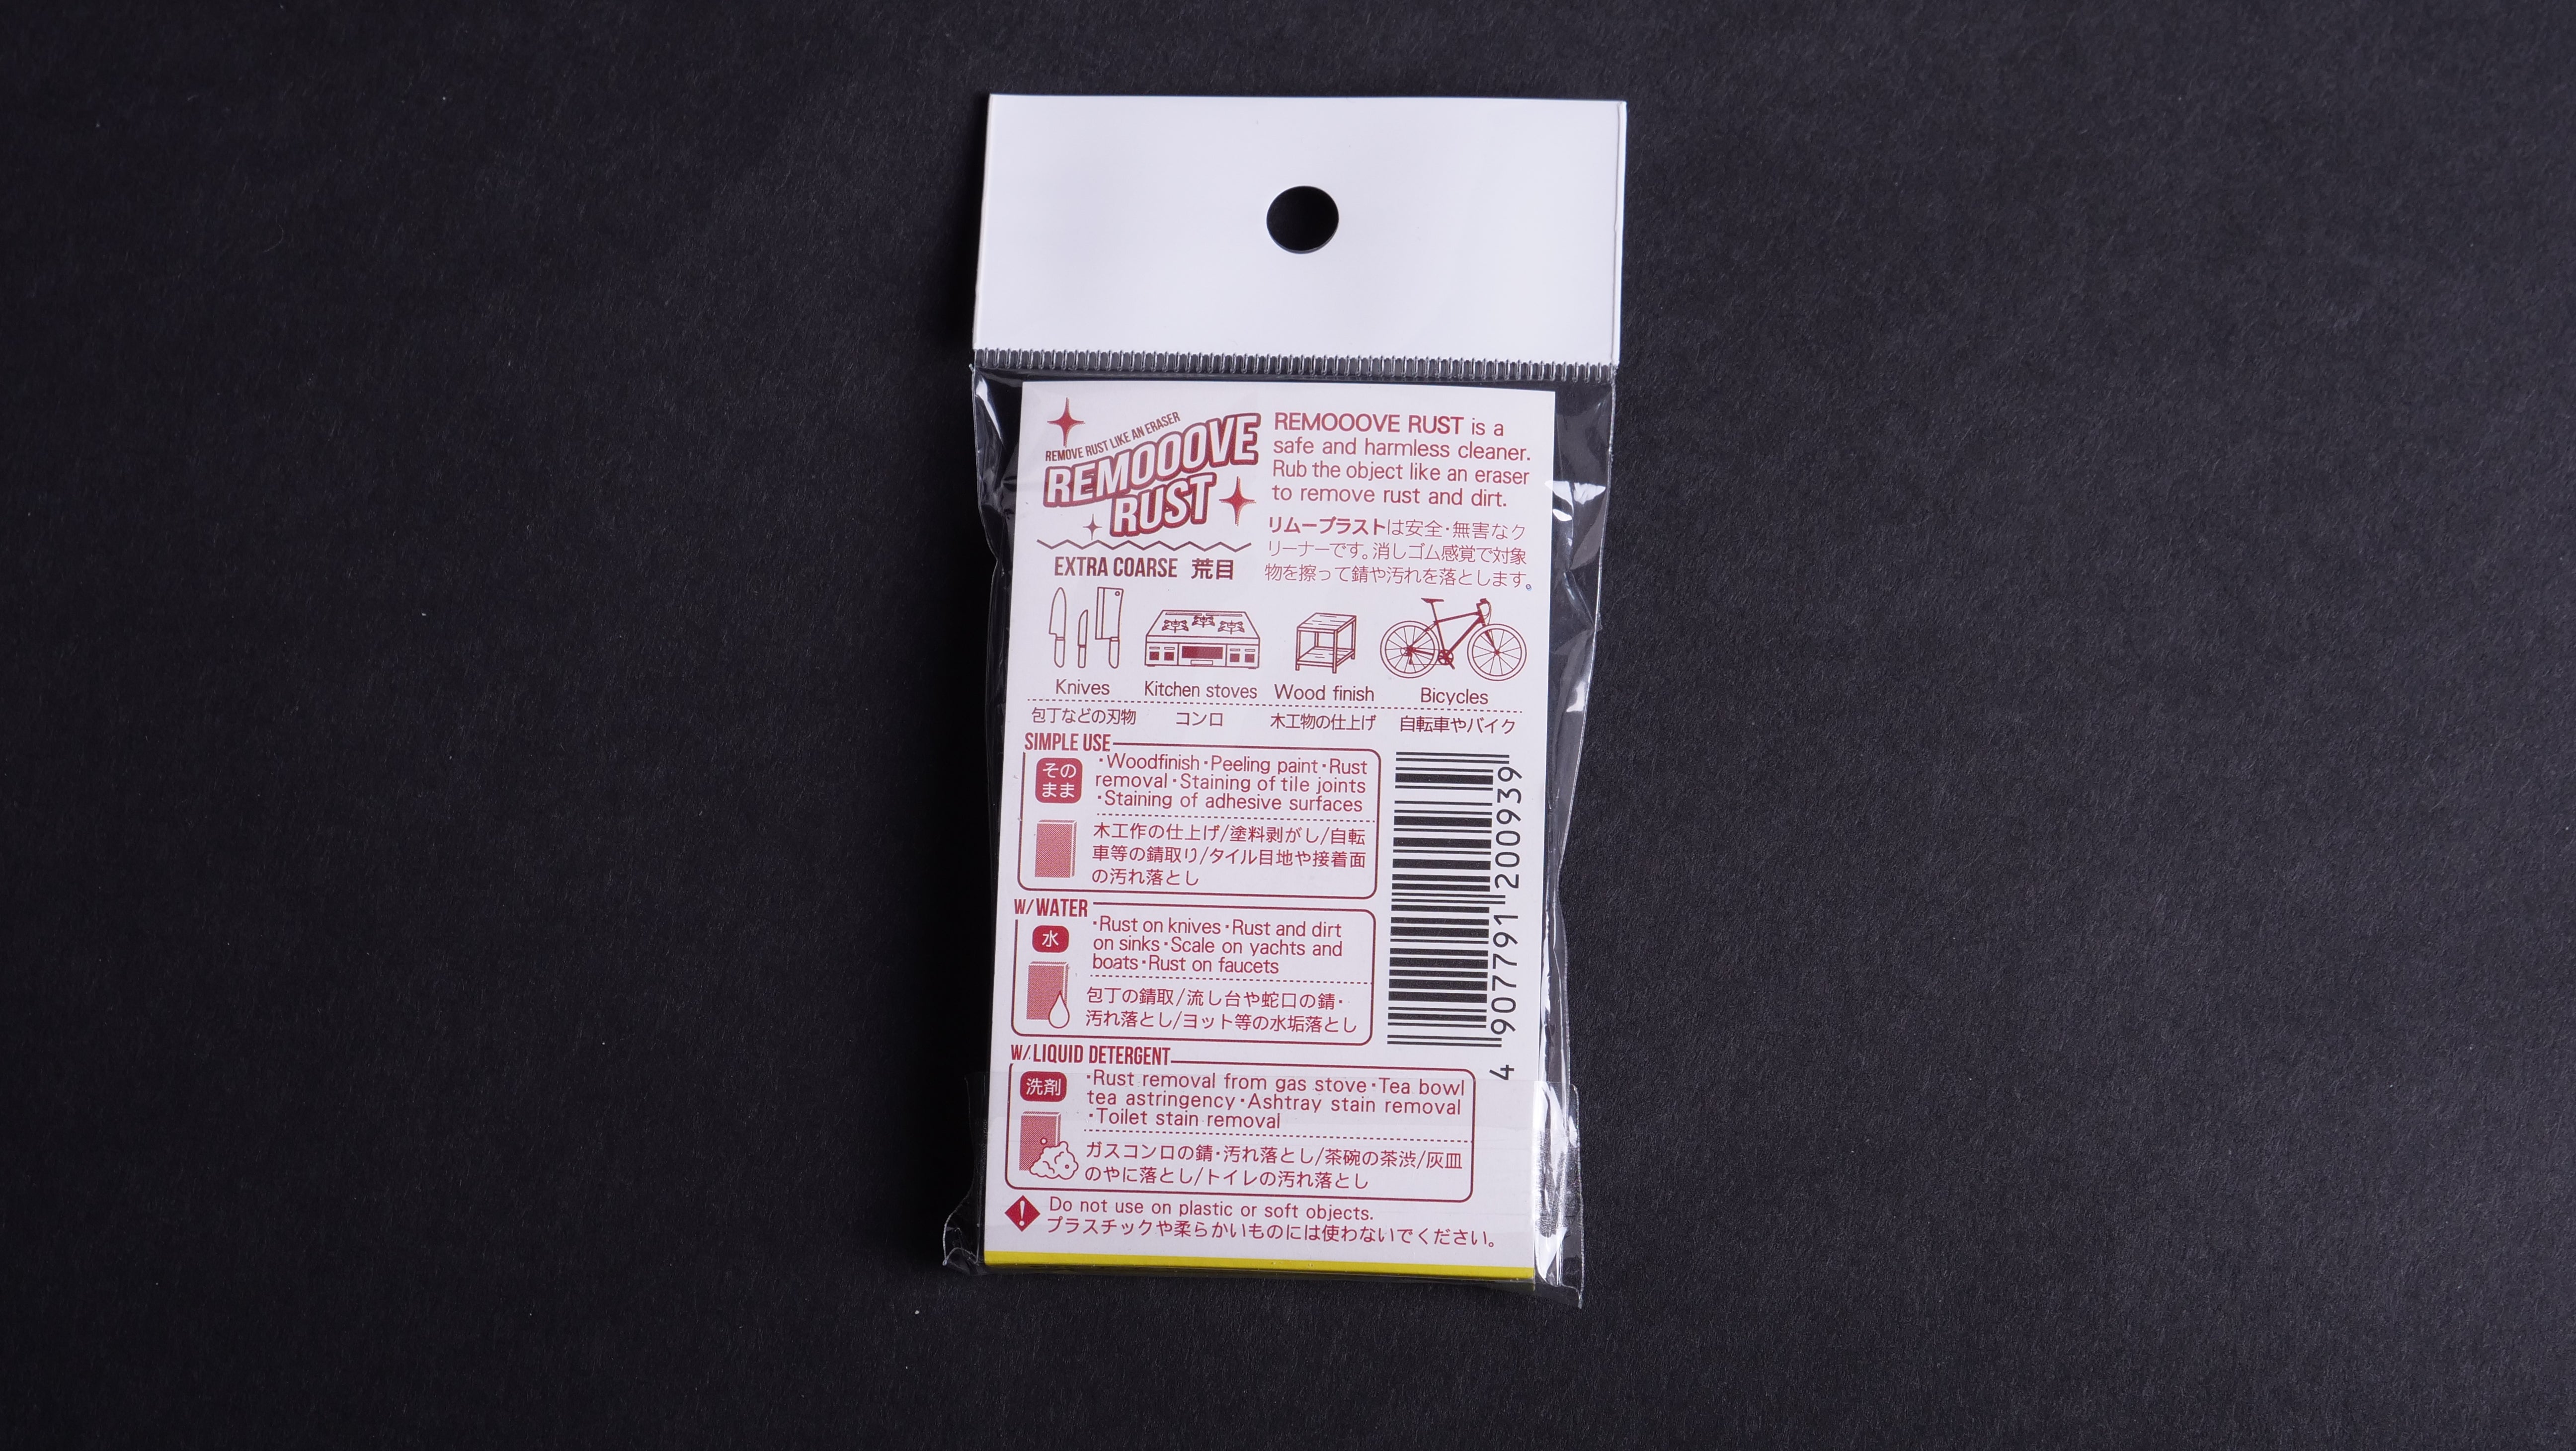 REMOVE RUST LIKE AN ERASER
REMOOOVE
RUST
EXTRA COARSE 荒目
REMOOOVE RUST is a
safe and harmless cleaner.
Rub the object like an eraser
to remove rust and dirt.
リムーブラストは安全・無害なク
リーナーです。消しゴム感覚で対象
物を擦って錆や汚れを落とします。
Knives
Kitchen stoves
Wood finish
Bicycles
包丁などの刃物
コンロ
木工物の仕上げ
自転車やバイク
SIMPLE USE
その
まま
・Woodfinish・Peeling paint・Rust
removal・Staining of tile joints
・Staining of adhesive surfaces
木工作の仕上げ/塗料剥がし/自転
車等の錆取り/タイル目地や接着面
の汚れ落とし
W/WATER
水
・Rust on knives・Rust and dirt
on sinks・Scale on yachts and
boats・Rust on faucets
包丁の錆取/流し台や蛇口の錆・
汚れ落とし/ヨット等の水垢落とし
4 907791 200939
W/LIQUID DETERGENT
洗剤
・Rust removal from gas stove・Tea bowl
tea astringency・Ashtray stain removal
・Toilet stain removal
ガスコンロの錆・汚れ落とし/茶碗の茶渋/灰皿
のやに落とし/トイレの汚れ落とし
! Do not use on plastic or soft objects.
プラスチックや柔らかいものには使わないでください。